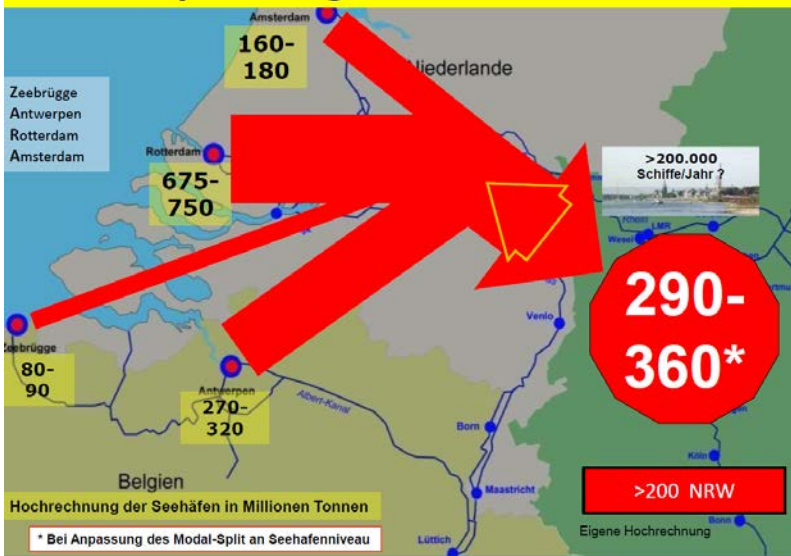 Amsterdam
160-
180
Niederlande
Zeebrügge
Antwerpen
Rotterdam
Amsterdam
Rotterdam
675-
750
>200.000
Schiffe/Jahr ?
Rhein
Wesel
LMR
290-
360*
Venlo
Zeebrügge
80-
90
Antwerpen
270-
320
Albert-Kanal
Born
Köln
Belgien
Maastricht
>200 NRW
Hochrechnung der Seehäfen in Millionen Tonnen
Eigene Hochrechnung
Bonn
* Bei Anpassung des Modal-Split an Seehafenniveau
Lüttich